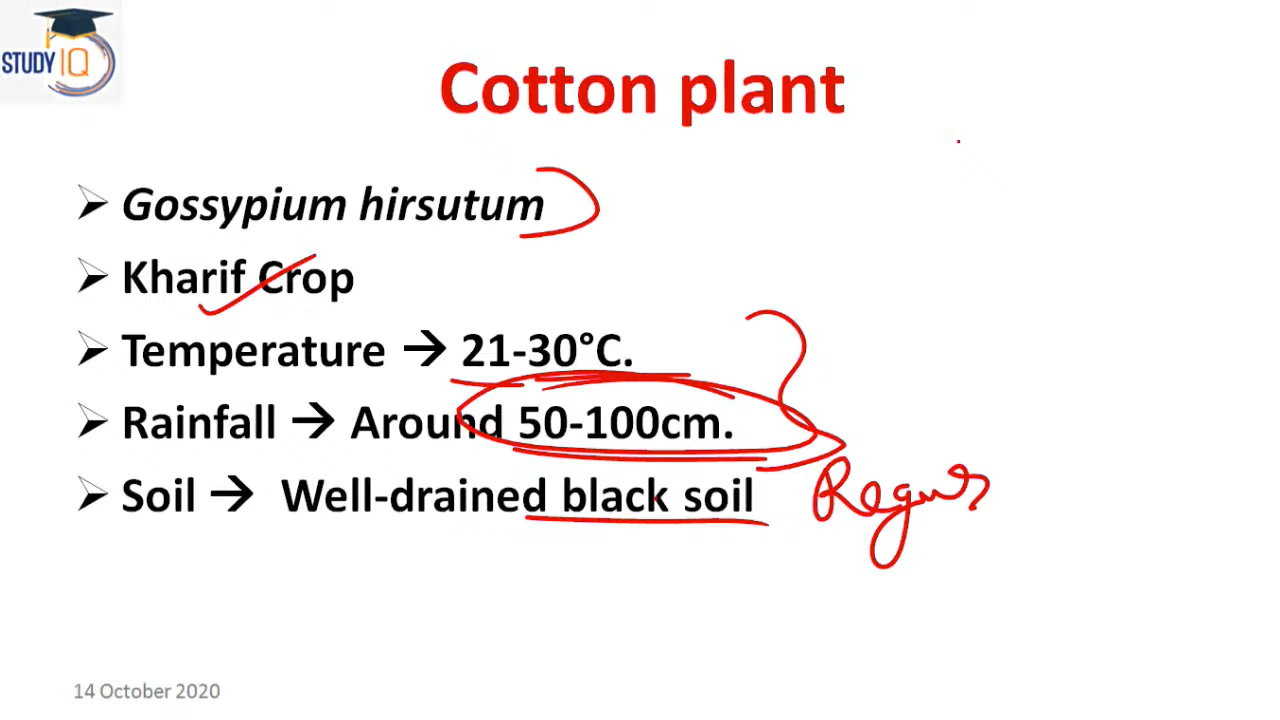 STUDY IQ
Cotton plant
➢ Gossypium hirsutum
➢ Kharif Crop
➢ Temperature → 21-30°C.
➢ Rainfall → Around 50-100cm.
➢ Soil → Well-drained black soil Regur
14 October 2020